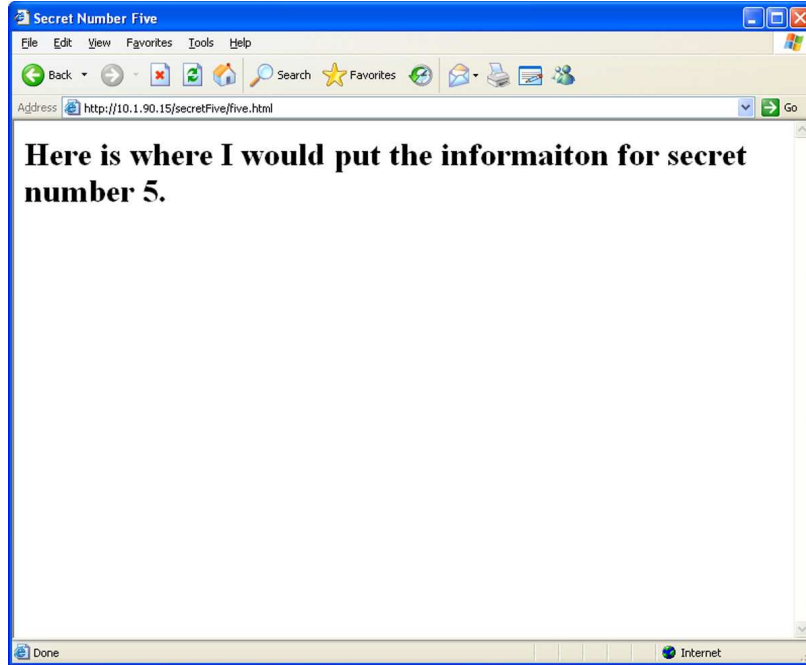 Secret Number Five
File Edit View Favorites Tools Help
Back Search Favorites
Address http://10.1.90.15/secretFive/five.html Go
Here is where I would put the informaiton for secret
number 5.
Done Internet